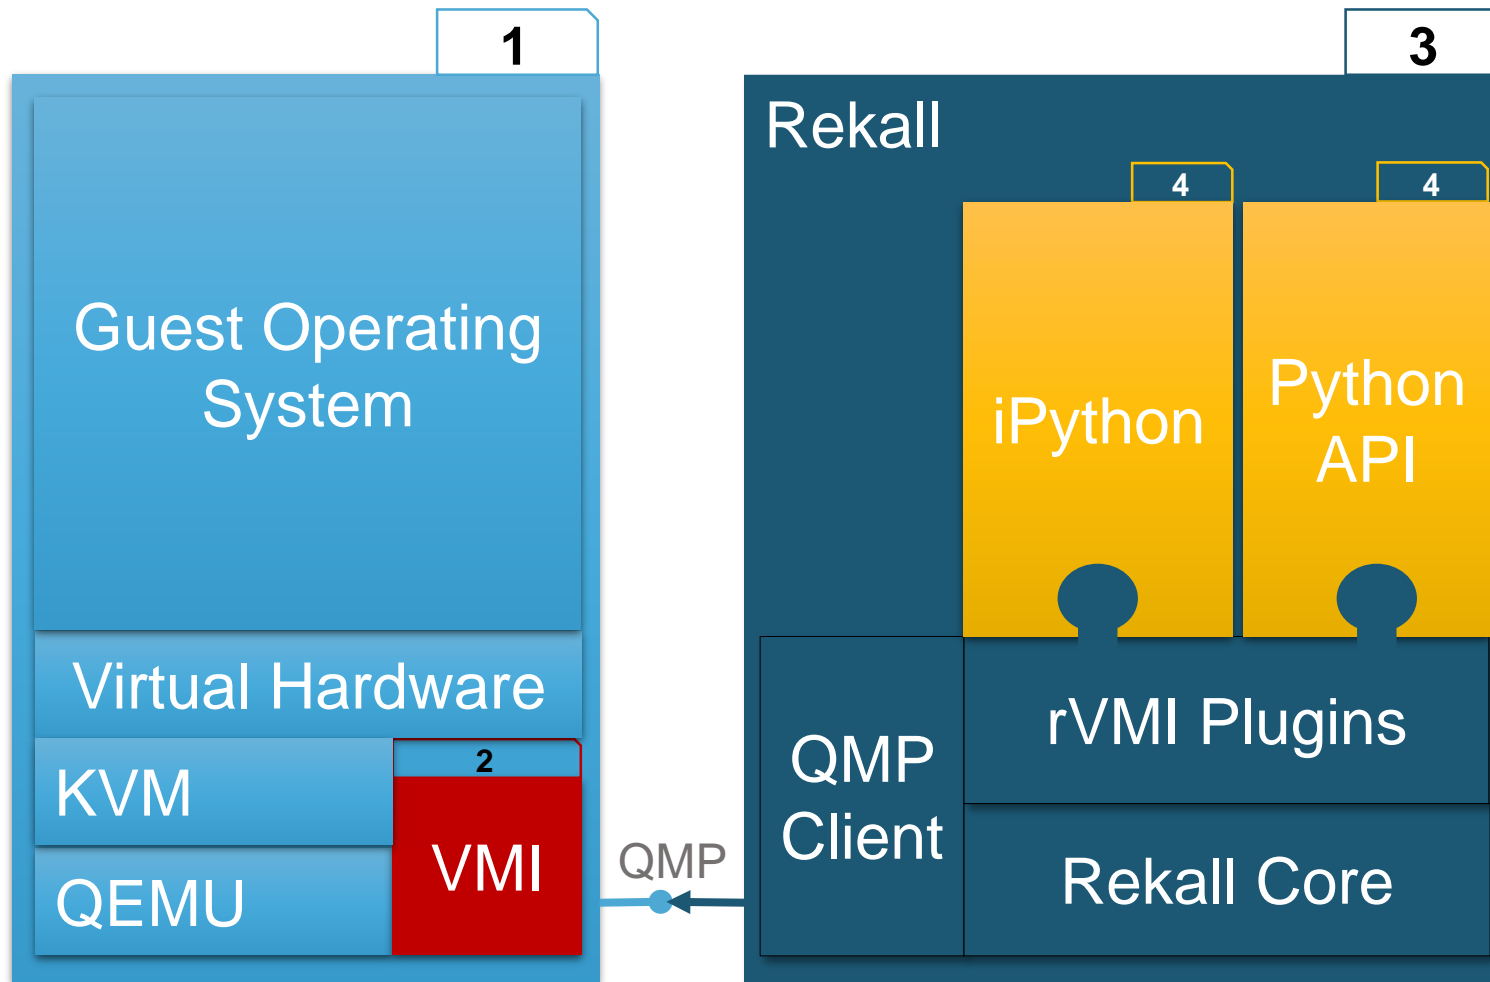 1
Guest Operating
System
Virtual Hardware
KVM
2
VMI
QEMU
QMP
3
Rekall
4
4
iPython
Python
API
QMP
Client
rVMI Plugins
Rekall Core